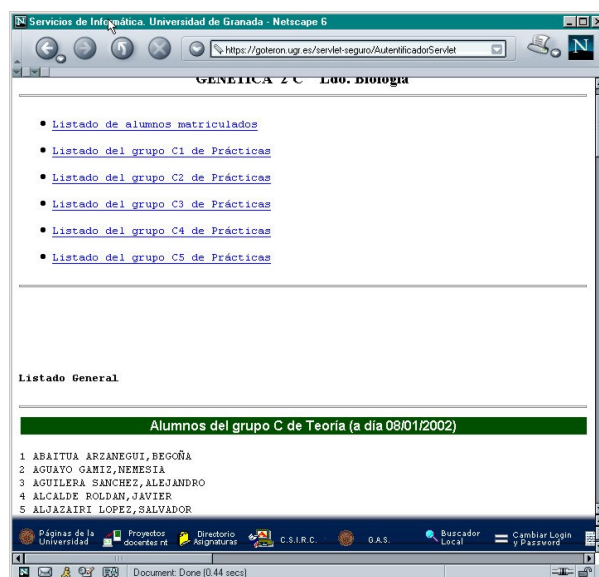 Servicios de Informática. Universidad de Granada - Netscape 6
https://goteron.ugr.es/servlet-seguro/AutentificadorServlet
N
GENETICA 2 C Ldo. Biología
Listado de alumnos matriculados
Listado del grupo C1 de Prácticas
Listado del grupo C2 de Prácticas
Listado del grupo C3 de Prácticas
Listado del grupo C4 de Prácticas
Listado del grupo C5 de Prácticas
Listado General
Alumnos del grupo C de Teoría (a día 08/01/2002)
1 ABAITUA ARZANEGUI,BEGOÑA
2 AGUAYO GAMIZ,NEMESIA
3 AGUILERA SANCHEZ,ALEJANDRO
4 ALCALDE ROLDAN,JAVIER
5 ALJAZAIRI LOPEZ,SALVADOR
Páginas de la Universidad
Proyectos docentes nt
Directorio Asignaturas
C.S.I.R.C.
G.A.S.
Buscador Local
Cambiar Login y Password
Document: Done (0.44 secs)